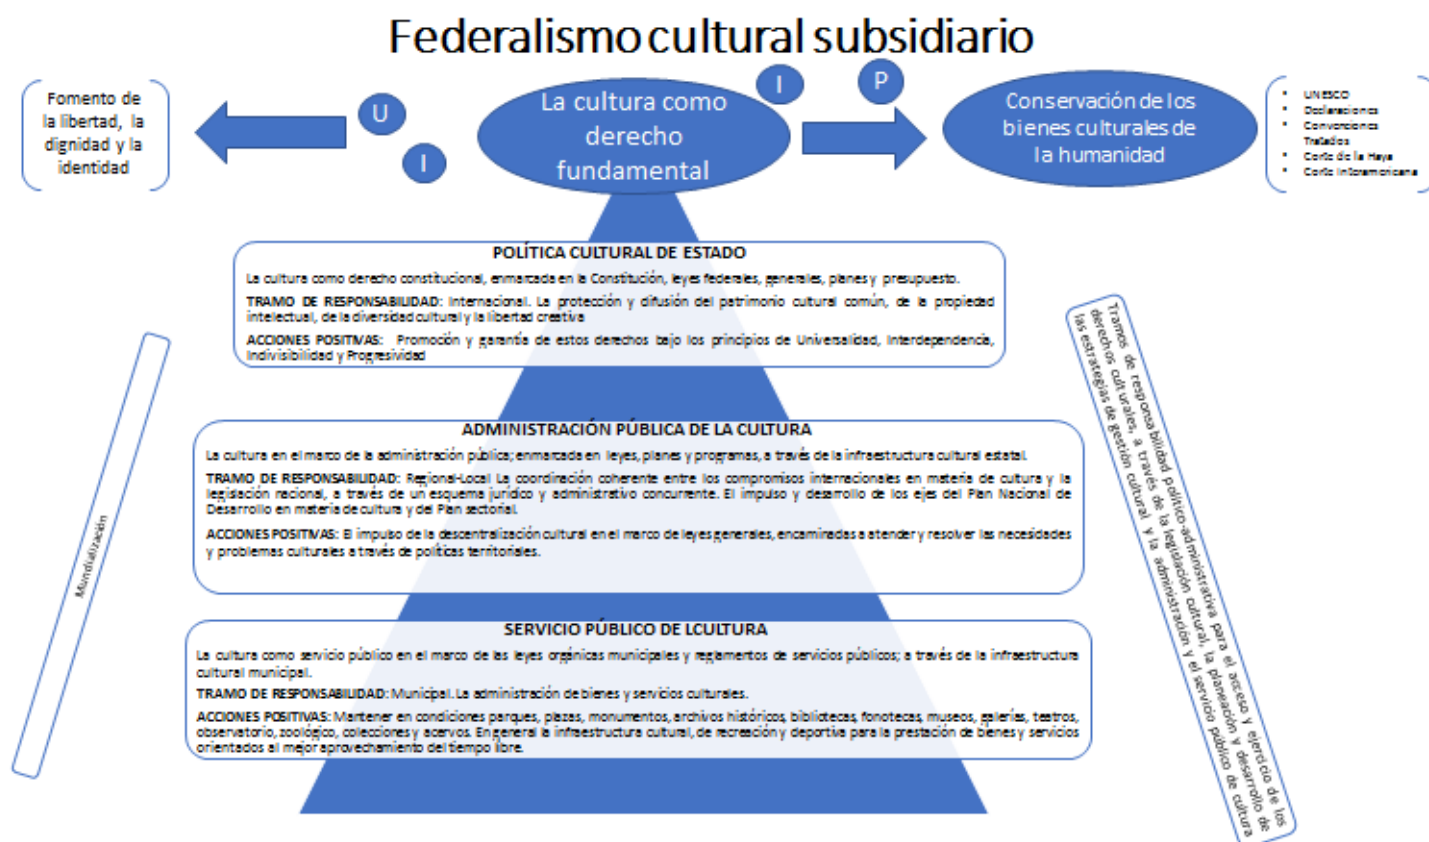 Federalismo cultural subsidiario
Fomento de
la libertad, la
dignidad y la
identidad
U
I
La cultura como
derecho
fundamental
I
P
Conservación de los
bienes culturales de
la humanidad
• UNESCO
• Declaraciones
• Convenciones
Tratados
• Corte de la Haya
• Corte Interamericana
POLÍTICA CULTURAL DE ESTADO
La cultura como derecho constitucional, enmarcada en la Constitución, leyes federales, generales, planes y presupuesto.
TRAMO DE RESPONSABILIDAD: Internacional. La protección y difusión del patrimonio cultural común, de la propiedad
intelectual, de la diversidad cultural y la libertad creativa
ACCIONES POSITIVAS: Promoción y garantía de estos derechos bajo los principios de Universalidad, Interdependencia,
Indivisibilidad y Progresividad
ADMINISTRACIÓN PÚBLICA DE LA CULTURA
La cultura en el marco de la administración pública; enmarcada en leyes, planes y programas, a través de la infraestructura cultural estatal.
TRAMO DE RESPONSABILIDAD: Regional-Local La coordinación coherente entre los compromisos internacionales en materia de cultura y la
legislación nacional, a través de un esquema jurídico y administrativo concurrente. El impulso y desarrollo de los ejes del Plan Nacional de
Desarrollo en materia de cultura y del Plan sectorial.
ACCIONES POSITIVAS: El impulso de la descentralización cultural en el marco de leyes generales, encaminadas a atender y resolver las necesidades
y problemas culturales a través de políticas territoriales.
SERVICIO PÚBLICO DE LCULTURA
La cultura como servicio público en el marco de las leyes orgánicas municipales y reglamentos de servicios públicos; a través de la infraestructura
cultural municipal.
TRAMO DE RESPONSABILIDAD: Municipal. La administración de bienes y servicios culturales.
ACCIONES POSITIVAS: Mantener en condiciones parques, plazas, monumentos, archivos históricos, bibliotecas, fonotecas, museos, galerías, teatros,
observatorio, zoológico, colecciones y acervos. En general la infraestructura cultural, de recreación y deportiva para la prestación de bienes y servicios
orientados al mejor aprovechamiento del tiempo libre.
Mundialización
Tramos de responsabilidad político-administrativa para el acceso y ejercicio de los
derechos culturales, a través de la legislación cultural, la planeación y desarrollo de
las estrategias de gestión cultural y la administración y el servicio público de cultura